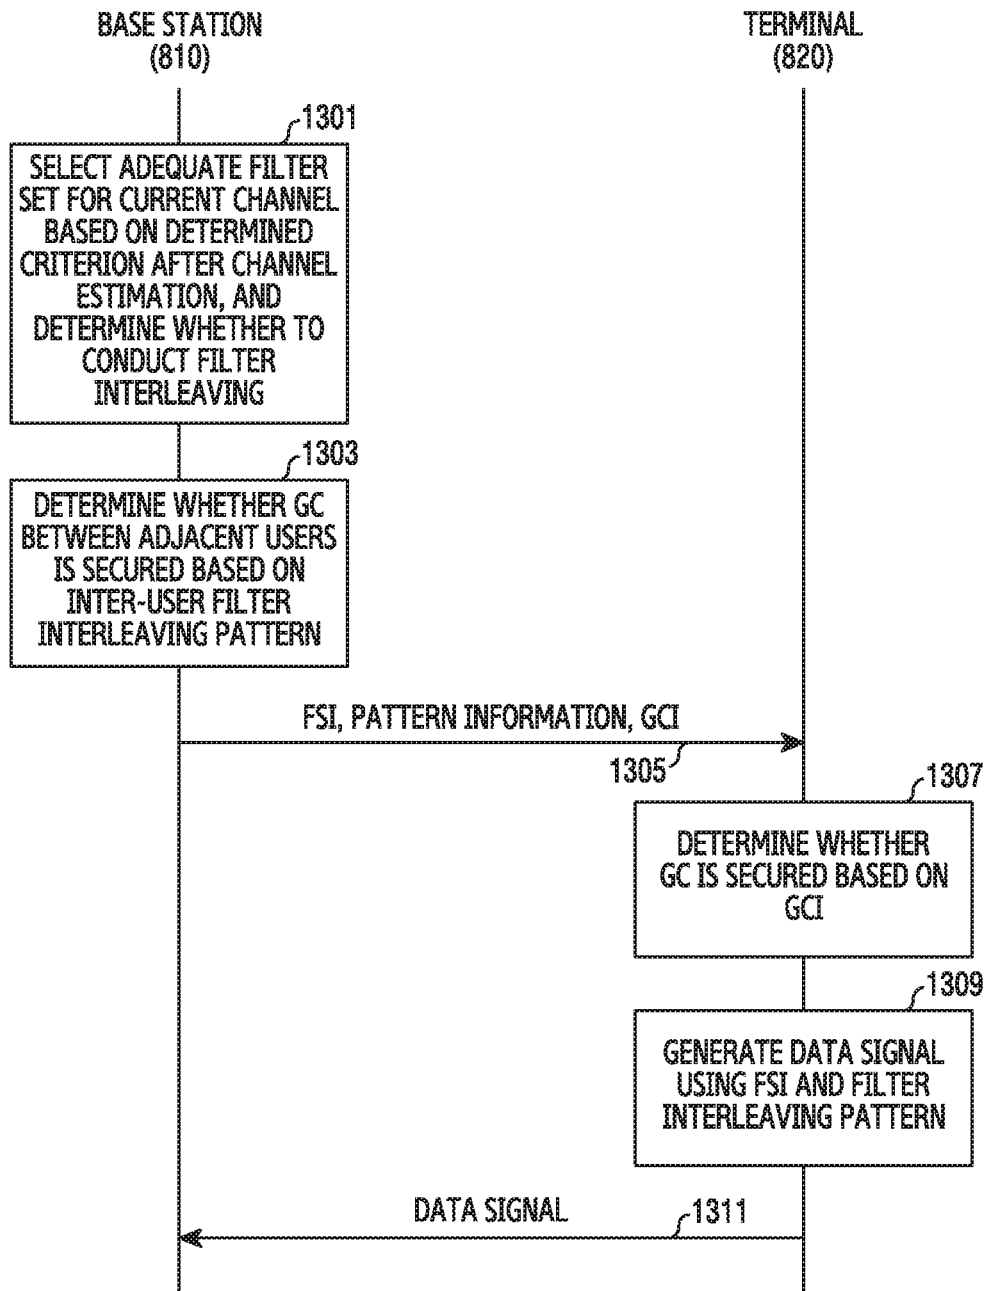 BASE STATION
(810)
TERMINAL
(820)
1301
SELECT ADEQUATE FILTER
SET FOR CURRENT CHANNEL
BASED ON DETERMINED
CRITERION AFTER CHANNEL
ESTIMATION, AND
DETERMINE WHETHER TO
CONDUCT FILTER
INTERLEAVING
1303
DETERMINE WHETHER GC
BETWEEN ADJACENT USERS
IS SECURED BASED ON
INTER-USER FILTER
INTERLEAVING PATTERN
FSI, PATTERN INFORMATION, GCI
1305
1307
DETERMINE WHETHER
GC IS SECURED BASED ON
GCI
1309
GENERATE DATA SIGNAL
USING FSI AND FILTER
INTERLEAVING PATTERN
DATA SIGNAL
1311